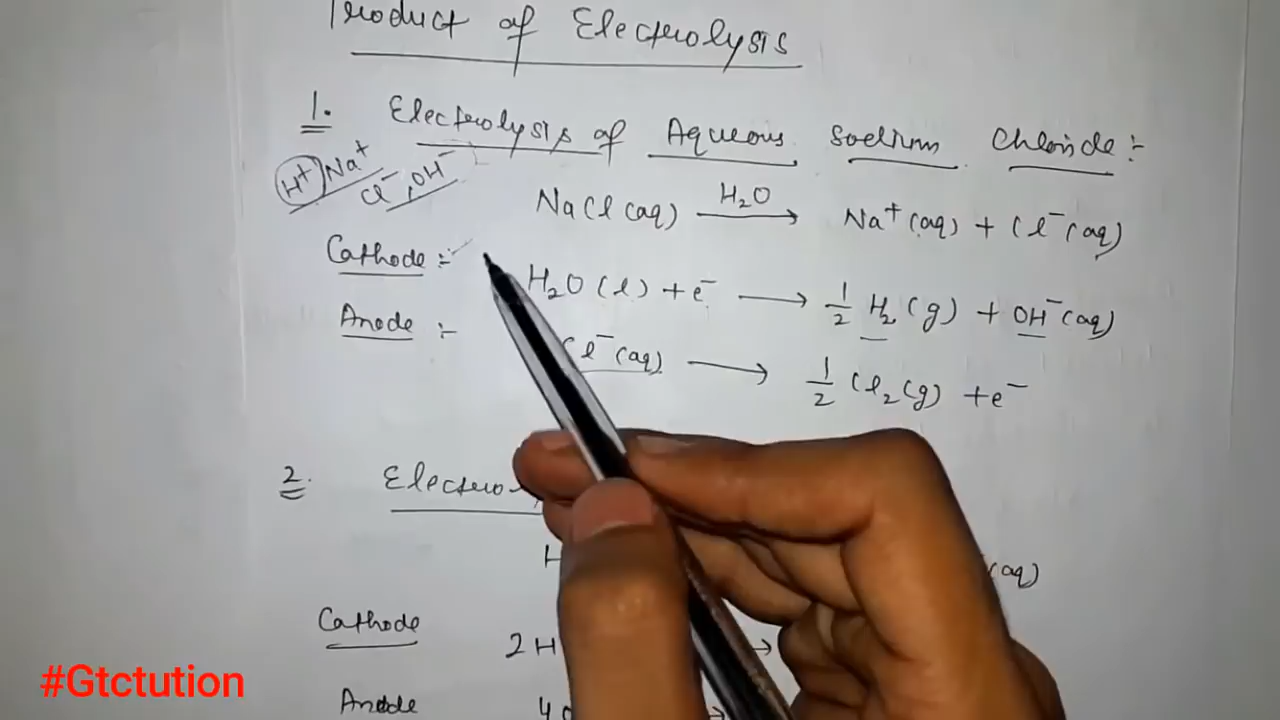 Product of Electrolysis
1. Electrolysis of Aqueous Sodium Chloride :-
H⁺, Na⁺
Cl⁻, OH⁻
NaCl (aq) —H₂O→ Na⁺ (aq) + Cl⁻ (aq)
Cathode :-
H₂O (l) + e⁻ → 1/2 H₂ (g) + OH⁻ (aq)
Anode :-
Cl⁻ (aq) → 1/2 Cl₂ (g) + e⁻
2.
(aq)
Cathode 2H
Anode 4
#Gtctution